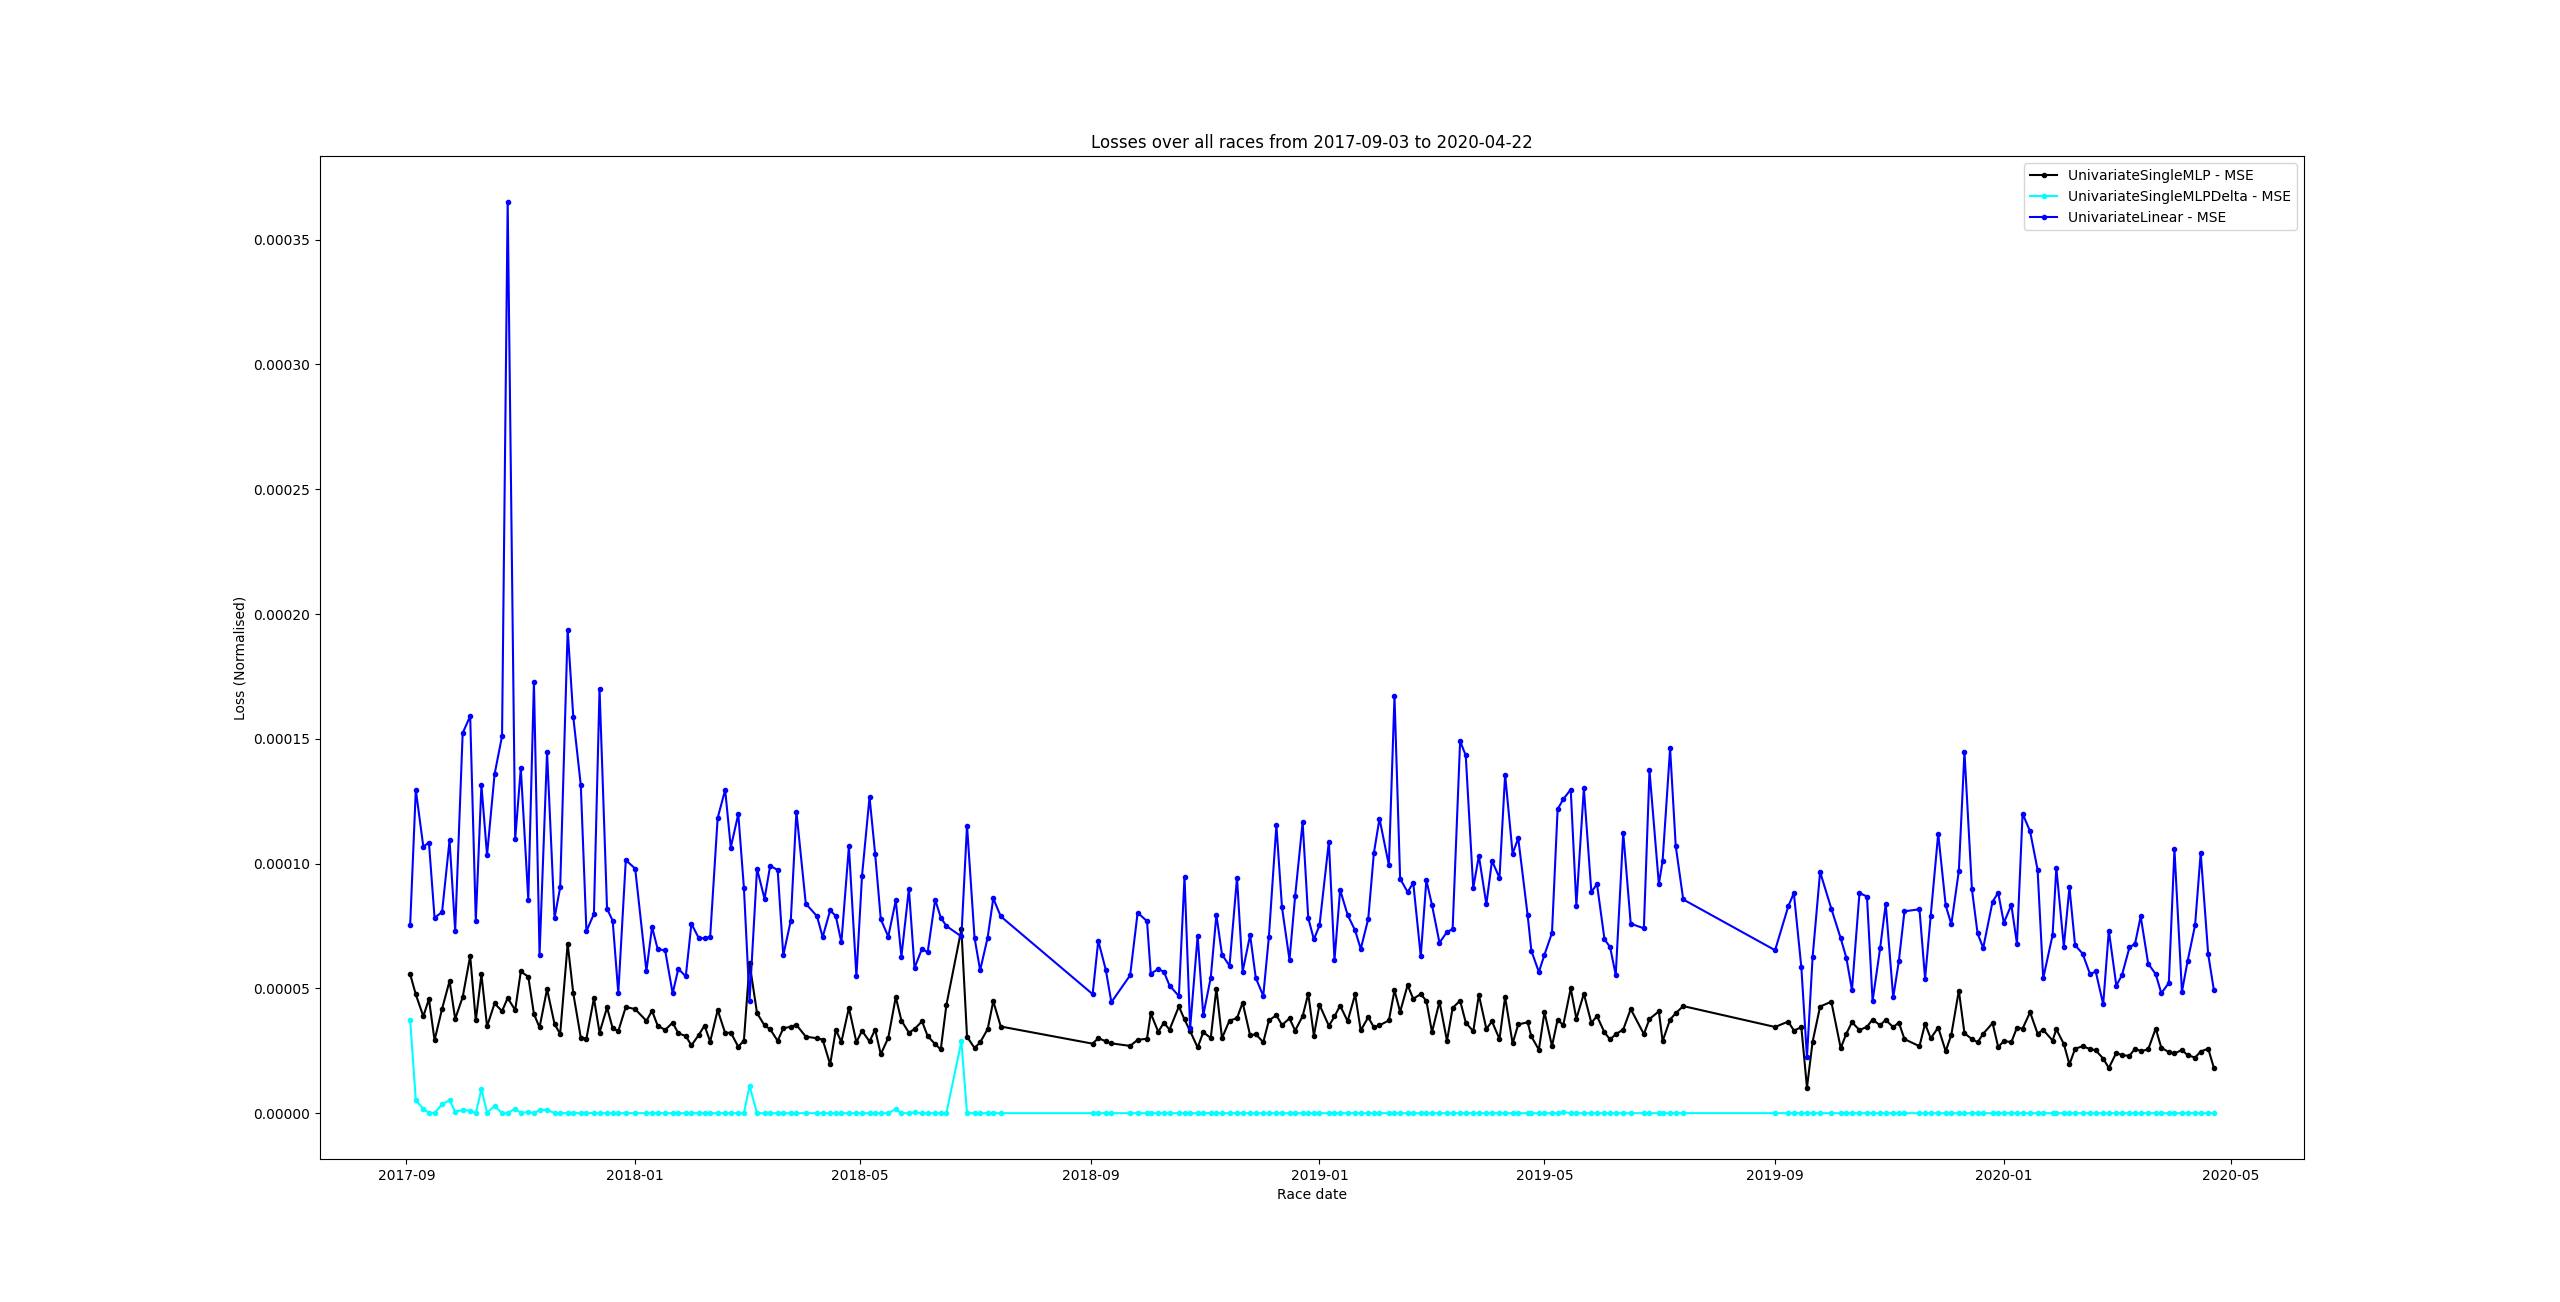 Losses over all races from 2017-09-03 to 2020-04-22
UnivariateSingleMLP - MSE
UnivariateSingleMLPDelta - MSE
UnivariateLinear - MSE
Loss (Normalised)
0.00035
0.00030
0.00025
0.00020
0.00015
0.00010
0.00005
0.00000
2017-09 2018-01 2018-05 2018-09 2019-01 2019-05 2019-09 2020-01 2020-05
Race date